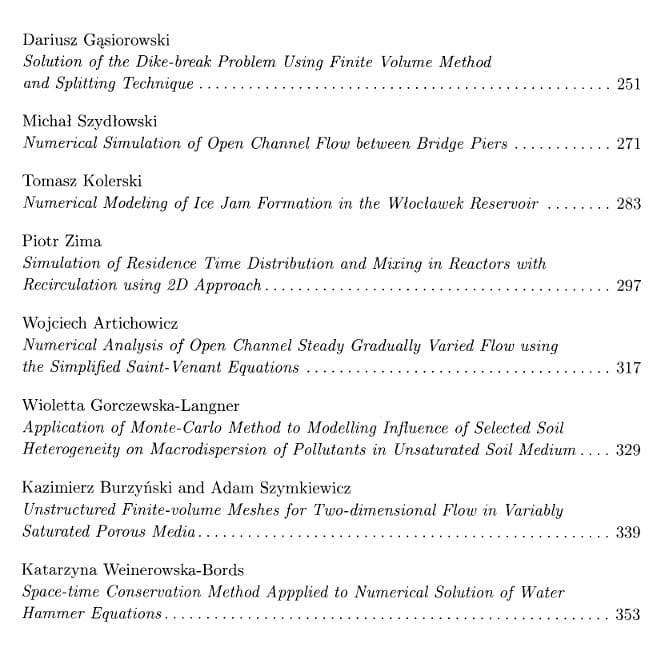 Dariusz Gąsiorowski
Solution of the Dike-break Problem Using Finite Volume Method
and Splitting Technique . . . . . . . . . . . . . . . . . . . . . . . . . . . . . . . . . . . . . . . . . . . . . . . . . . 251
Michał Szydłowski
Numerical Simulation of Open Channel Flow between Bridge Piers . . . . . . . . . . . . 271
Tomasz Kolerski
Numerical Modeling of Ice Jam Formation in the Włocławek Reservoir . . . . . . . . 283
Piotr Zima
Simulation of Residence Time Distribution and Mixing in Reactors with
Recirculation using 2D Approach . . . . . . . . . . . . . . . . . . . . . . . . . . . . . . . . . . . . . . . . . . 297
Wojciech Artichowicz
Numerical Analysis of Open Channel Steady Gradually Varied Flow using
the Simplified Saint-Venant Equations . . . . . . . . . . . . . . . . . . . . . . . . . . . . . . . . . . . . . 317
Wioletta Gorczewska-Langner
Application of Monte-Carlo Method to Modelling Influence of Selected Soil
Heterogeneity on Macrodispersion of Pollutants in Unsaturated Soil Medium . . . . 329
Kazimierz Burzyński and Adam Szymkiewicz
Unstructured Finite-volume Meshes for Two-dimensional Flow in Variably
Saturated Porous Media . . . . . . . . . . . . . . . . . . . . . . . . . . . . . . . . . . . . . . . . . . . . . . . . . . 339
Katarzyna Weinerowska-Bords
Space-time Conservation Method Appplied to Numerical Solution of Water
Hammer Equations . . . . . . . . . . . . . . . . . . . . . . . . . . . . . . . . . . . . . . . . . . . . . . . . . . . . . . 353